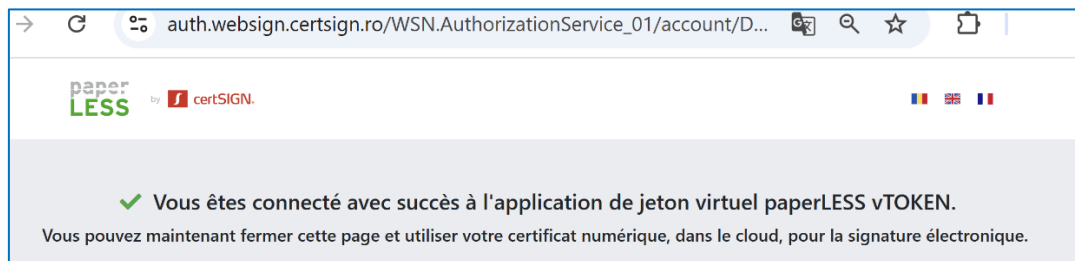 auth.websign.certsign.ro/WSN.AuthorizationService_01/account/D...
paper
LESS by certSIGN.
Vous êtes connecté avec succès à l'application de jeton virtuel paperLESS vTOKEN.
Vous pouvez maintenant fermer cette page et utiliser votre certificat numérique, dans le cloud, pour la signature électronique.